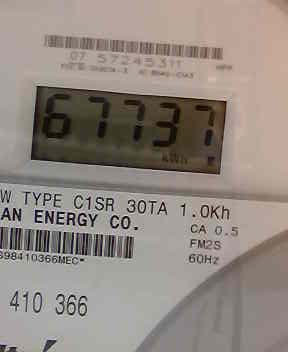 07 57245311
67737
kWh
W TYPE C1SR 30TA 1.0Kh
AN ENERGY CO.
CA 0.5
FM2S
60Hz
S98410366MEC*
410 366